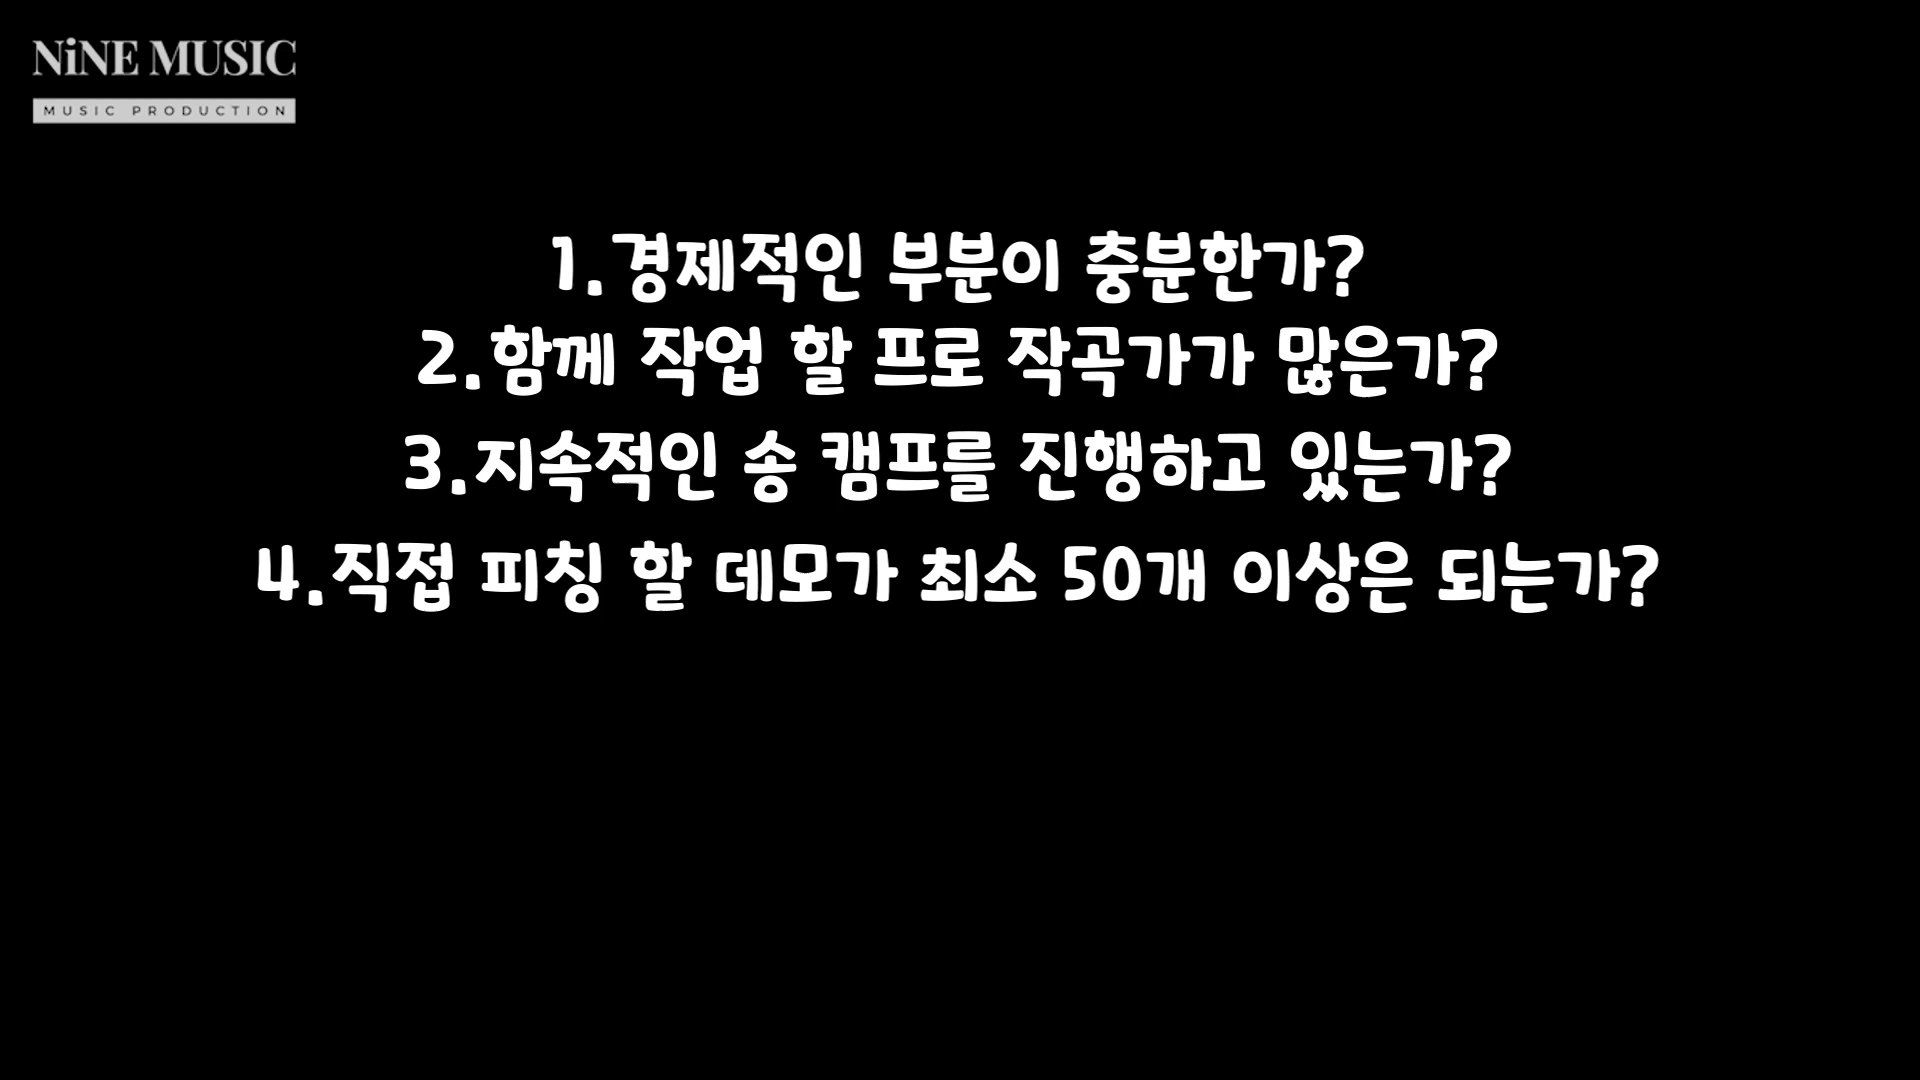 NiNE MUSIC
MUSIC PRODUCTION
1.경제적인 부분이 충분한가?
2.함께 작업 할 프로 작곡가가 많은가?
3.지속적인 송 캠프를 진행하고 있는가?
4.직접 피칭 할 데모가 최소 50개 이상은 되는가?